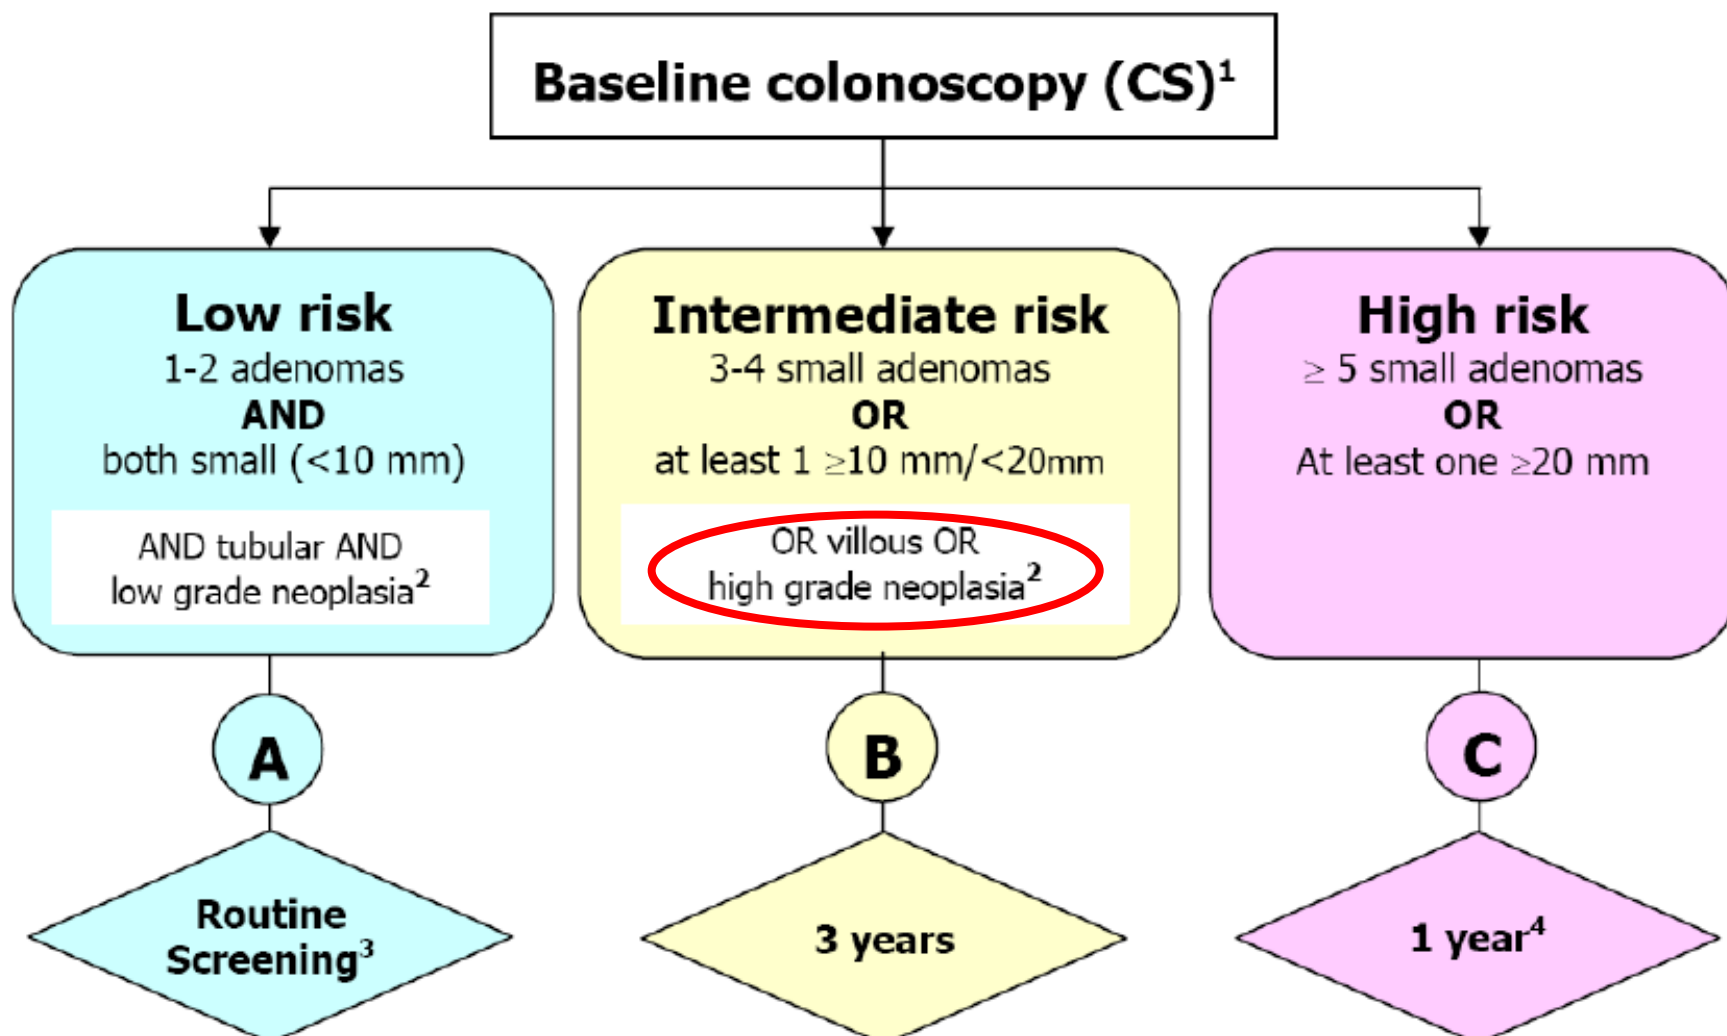 Baseline colonoscopy (CS)¹
Low risk
1-2 adenomas
AND
both small (<10 mm)
AND tubular AND
low grade neoplasia²
A
Routine
Screening³
Intermediate risk
3-4 small adenomas
OR
at least 1 ≥10 mm/<20mm
OR villous OR
high grade neoplasia²
B
3 years
High risk
≥ 5 small adenomas
OR
At least one ≥20 mm
C
1 year⁴